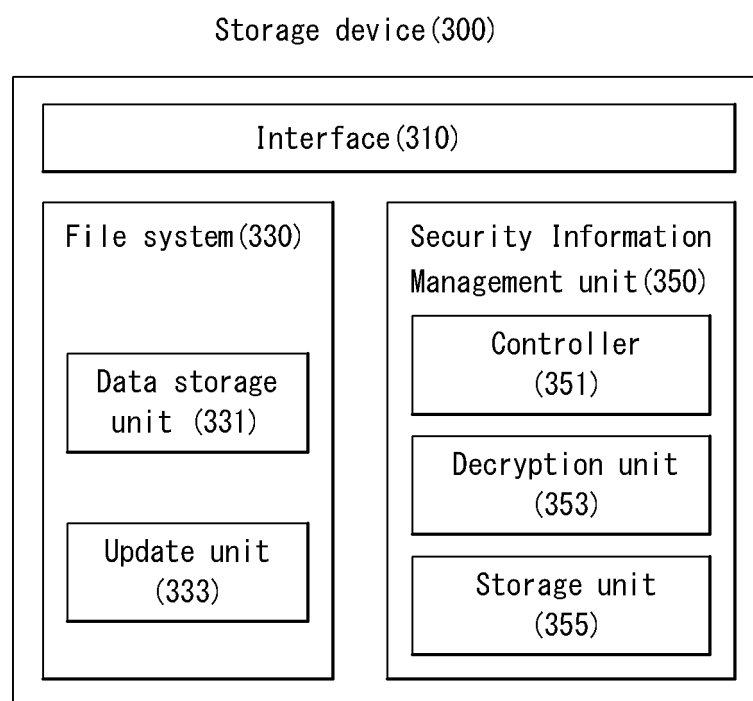 Storage device(300)
Interface(310)
File system(330)
Data storage
unit (331)
Update unit
(333)
Security Information
Management unit(350)
Controller
(351)
Decryption unit
(353)
Storage unit
(355)